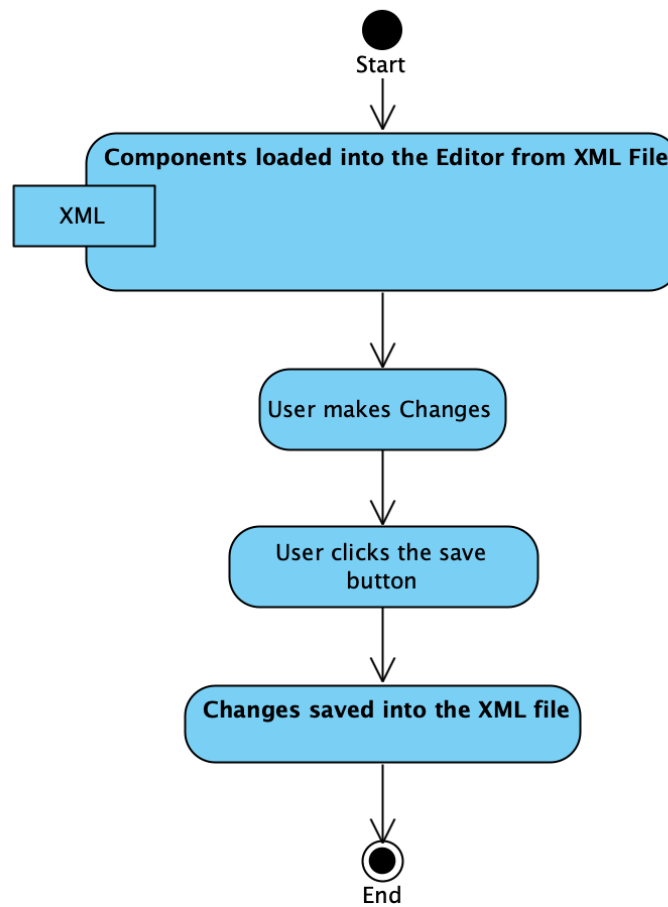 Start
Components loaded into the Editor from XML File
XML
User makes Changes
User clicks the save
button
Changes saved into the XML file
End